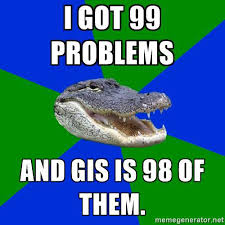 I GOT 99
PROBLEMS
AND GIS IS 98 OF
THEM.
memegenerator.net